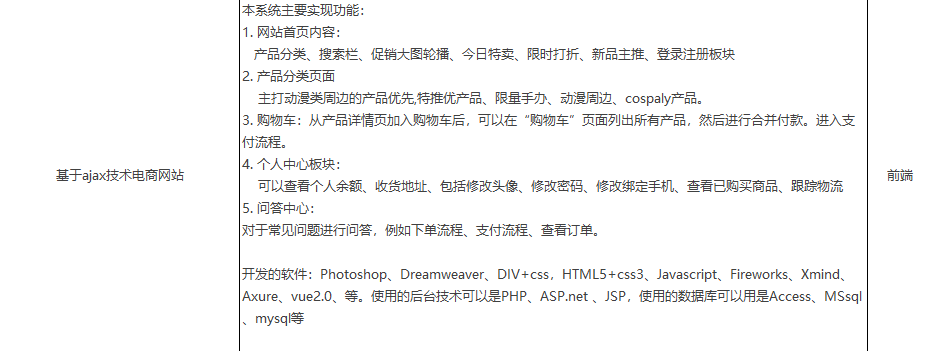 本系统主要实现功能：
1. 网站首页内容：
产品分类、搜索栏、促销大图轮播、今日特卖、限时打折、新品主推、登录注册板块
2. 产品分类页面
主打动漫类周边的产品优先,特推优产品、限量手办、动漫周边、cospaly产品。
3. 购物车：从产品详情页加入购物车后，可以在“购物车”页面列出所有产品，然后进行合并付款。进入支
付流程。
4. 个人中心板块：
基于ajax技术电商网站
前端
可以查看个人余额、收货地址、包括修改头像、修改密码、修改绑定手机、查看已购买商品、跟踪物流
5. 问答中心：
对于常见问题进行问答，例如下单流程、支付流程、查看订单。
开发的软件：Photoshop、Dreamweaver、DIV+css，HTML5+css3、Javascript、Fireworks、Xmind、
Axure、vue2.0、等。使用的后台技术可以是PHP、ASP.net 、JSP，使用的数据库可以用是Access、MSsql
、mysql等